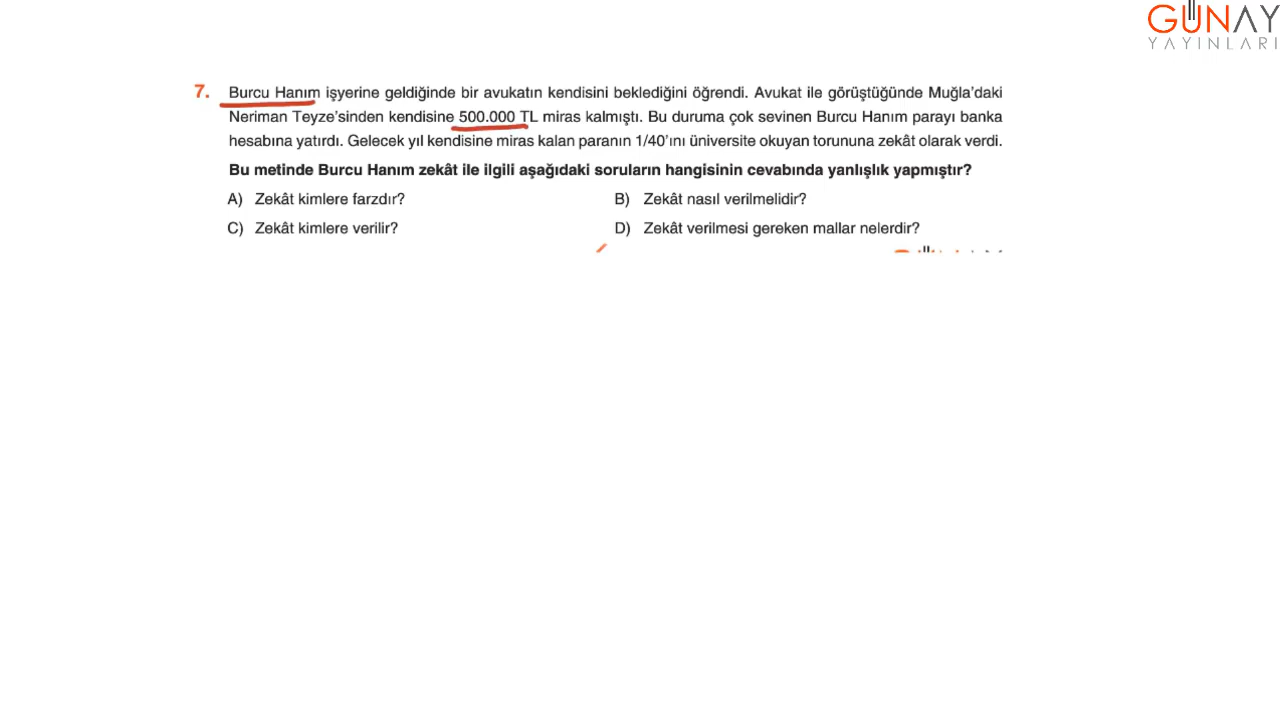 GÜNAY
YAYINLARI
7. Burcu Hanım işyerine geldiğinde bir avukatın kendisini beklediğini öğrendi. Avukat ile görüştüğünde Muğla'daki
Neriman Teyze'sinden kendisine 500.000 TL miras kalmıştı. Bu duruma çok sevinen Burcu Hanım parayı banka
hesabına yatırdı. Gelecek yıl kendisine miras kalan paranın 1/40'ını üniversite okuyan torununa zekât olarak verdi.
Bu metinde Burcu Hanım zekât ile ilgili aşağıdaki soruların hangisinin cevabında yanlışlık yapmıştır?
A) Zekât kimlere farzdır? B) Zekât nasıl verilmelidir?
C) Zekât kimlere verilir? D) Zekât verilmesi gereken mallar nelerdir?